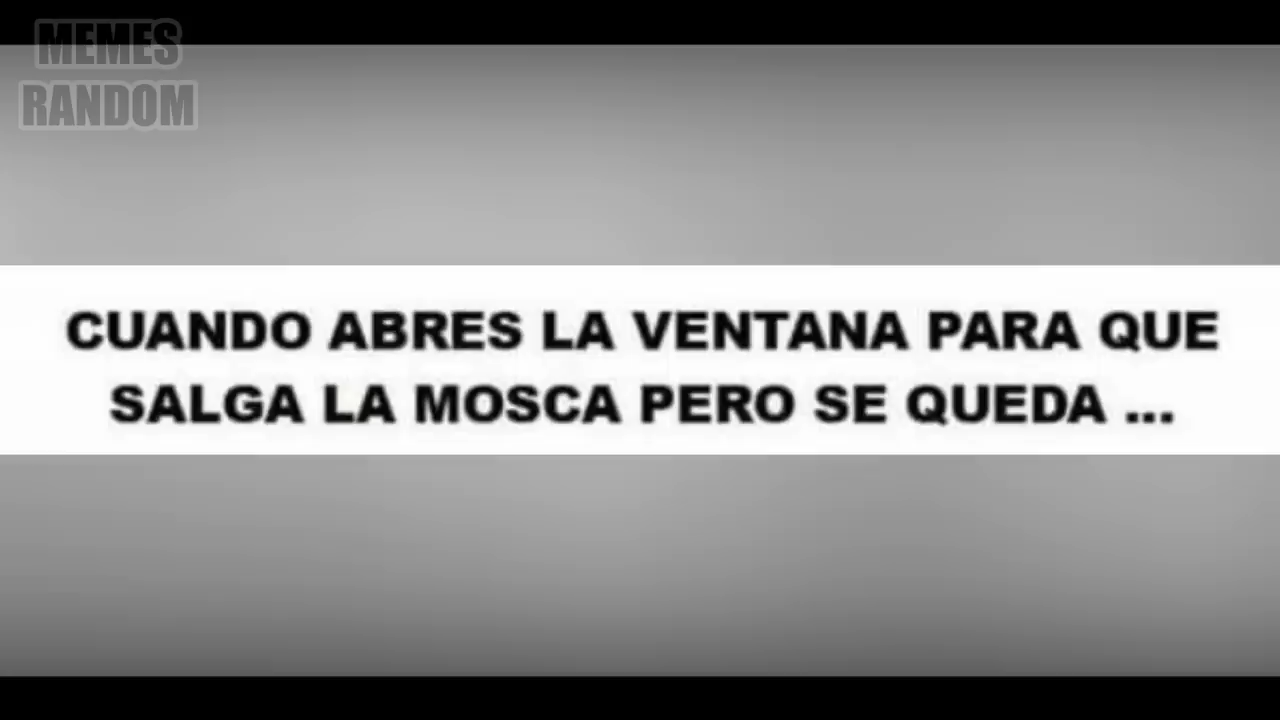 MEMES
RANDOM
CUANDO ABRES LA VENTANA PARA QUE
SALGA LA MOSCA PERO SE QUEDA ...